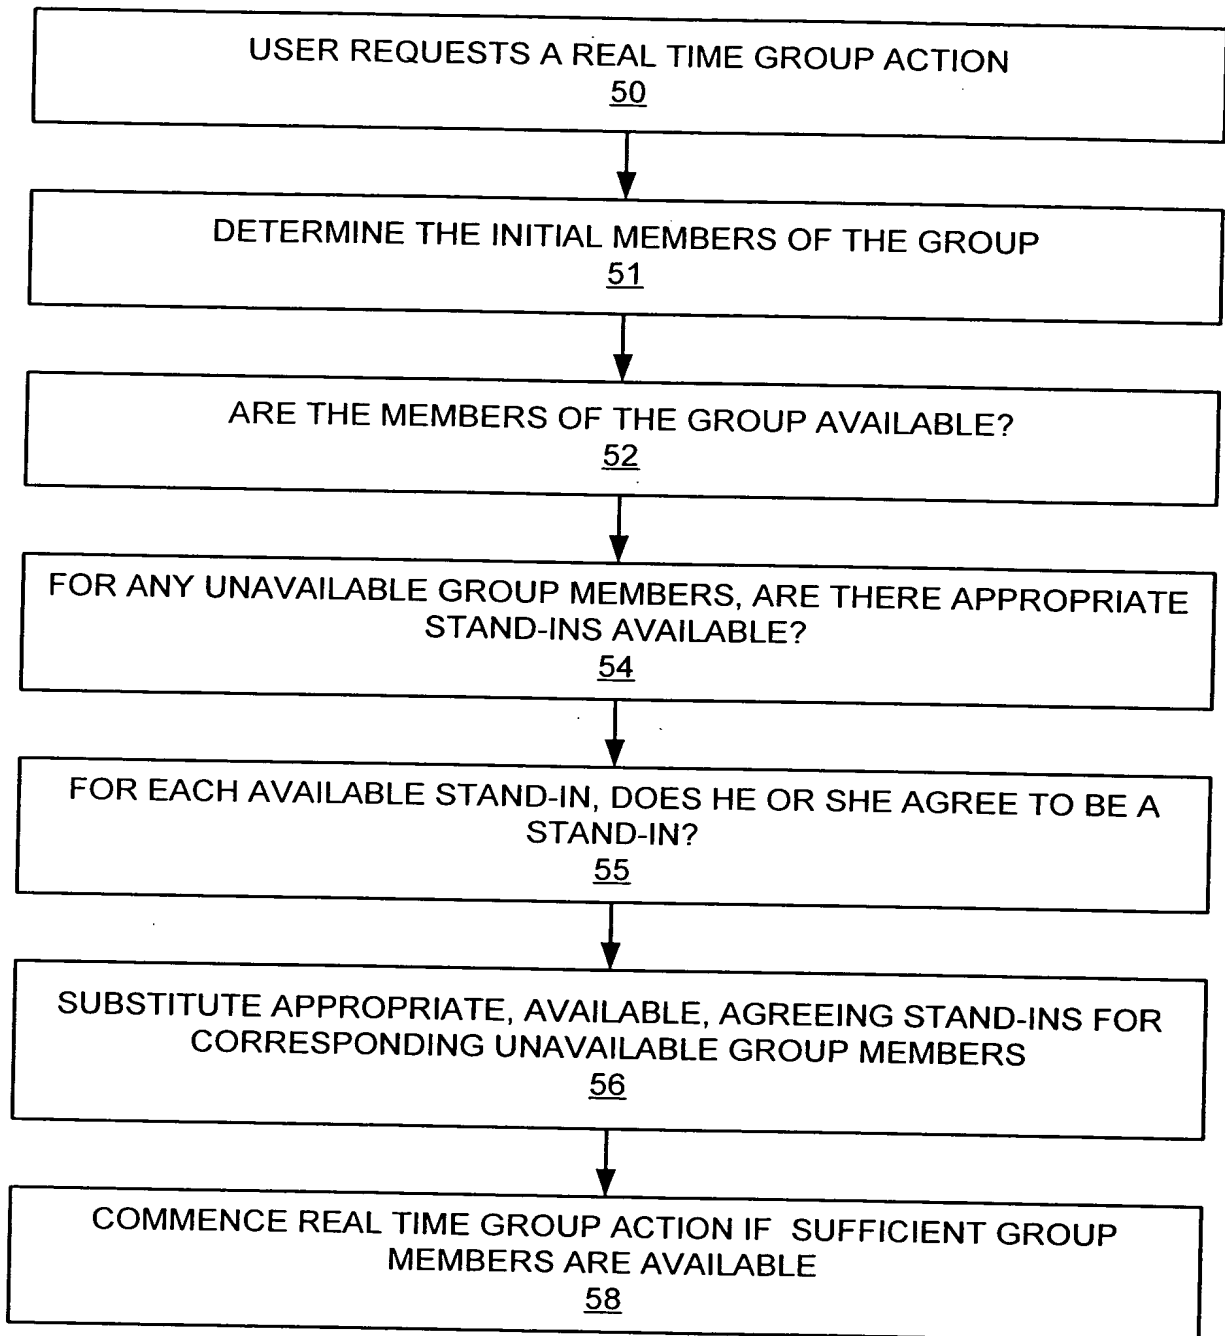 USER REQUESTS A REAL TIME GROUP ACTION
50
DETERMINE THE INITIAL MEMBERS OF THE GROUP
51
ARE THE MEMBERS OF THE GROUP AVAILABLE?
52
FOR ANY UNAVAILABLE GROUP MEMBERS, ARE THERE APPROPRIATE
STAND-INS AVAILABLE?
54
FOR EACH AVAILABLE STAND-IN, DOES HE OR SHE AGREE TO BE A
STAND-IN?
55
SUBSTITUTE APPROPRIATE, AVAILABLE, AGREEING STAND-INS FOR
CORRESPONDING UNAVAILABLE GROUP MEMBERS
56
COMMENCE REAL TIME GROUP ACTION IF SUFFICIENT GROUP
MEMBERS ARE AVAILABLE
58